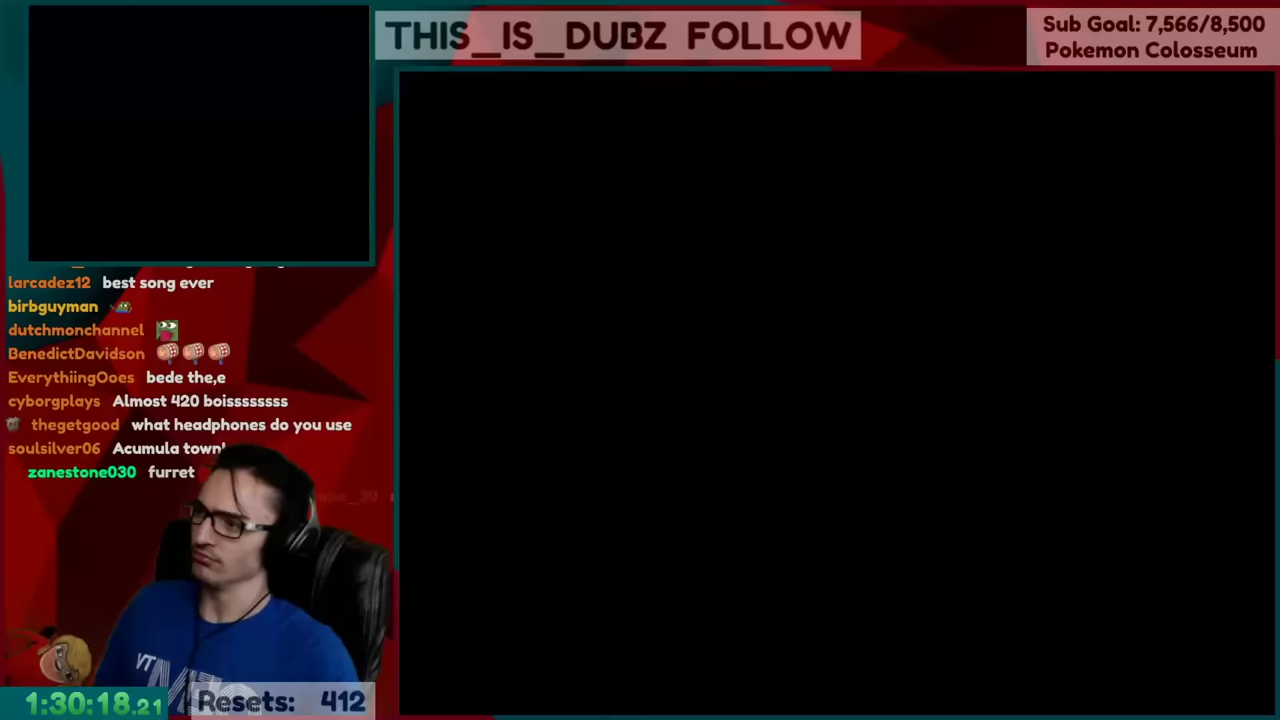 THIS_IS_DUBZ FOLLOW
Sub Goal: 7,566/8,500
Pokemon Colosseum
larcadez12 best song ever
birbguyman
dutchmonchannel
BenedictDavidson
EverythiingOoes bede the,e
cyborgplays Almost 420 boisssssss
thegetgood what headphones do you use
soulsilver06 Acumula town!
zanestone030 furret
1:30:18.21
Resets: 412